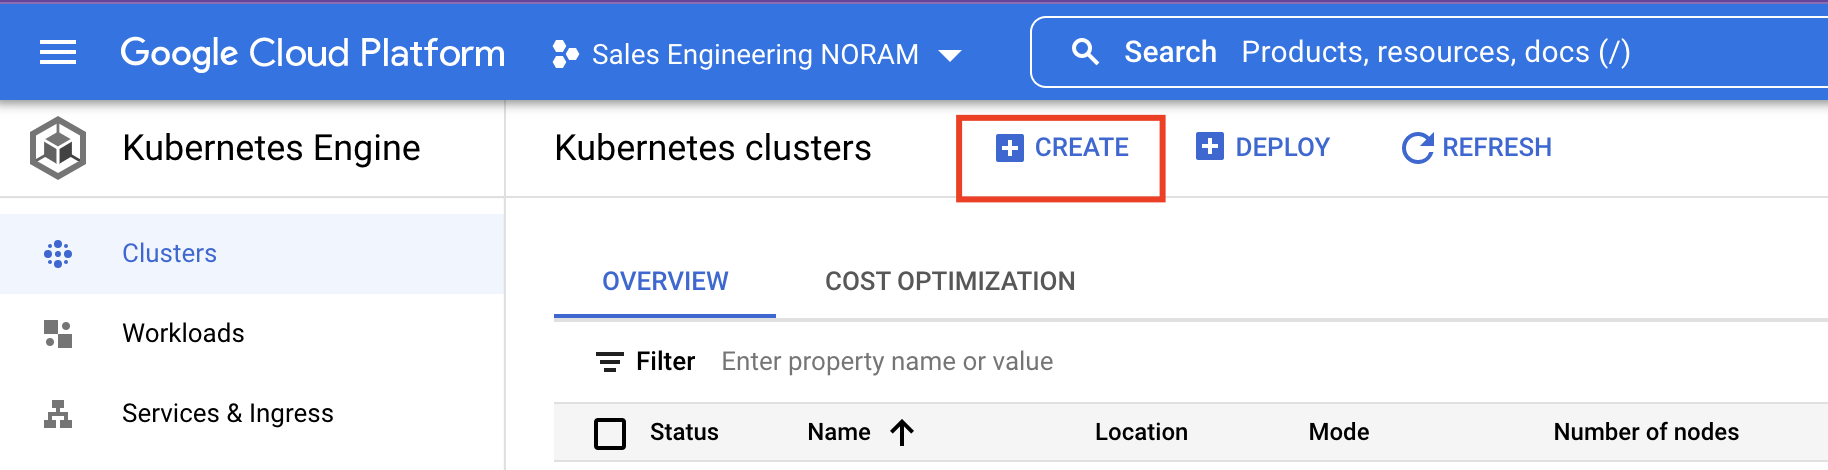 Google Cloud Platform
Sales Engineering NORAM
Search Products, resources, docs (/)
Kubernetes Engine
Kubernetes clusters
CREATE
DEPLOY
REFRESH
Clusters
Workloads
Services & Ingress
OVERVIEW
COST OPTIMIZATION
Filter Enter property name or value
Status Name Location Mode Number of nodes